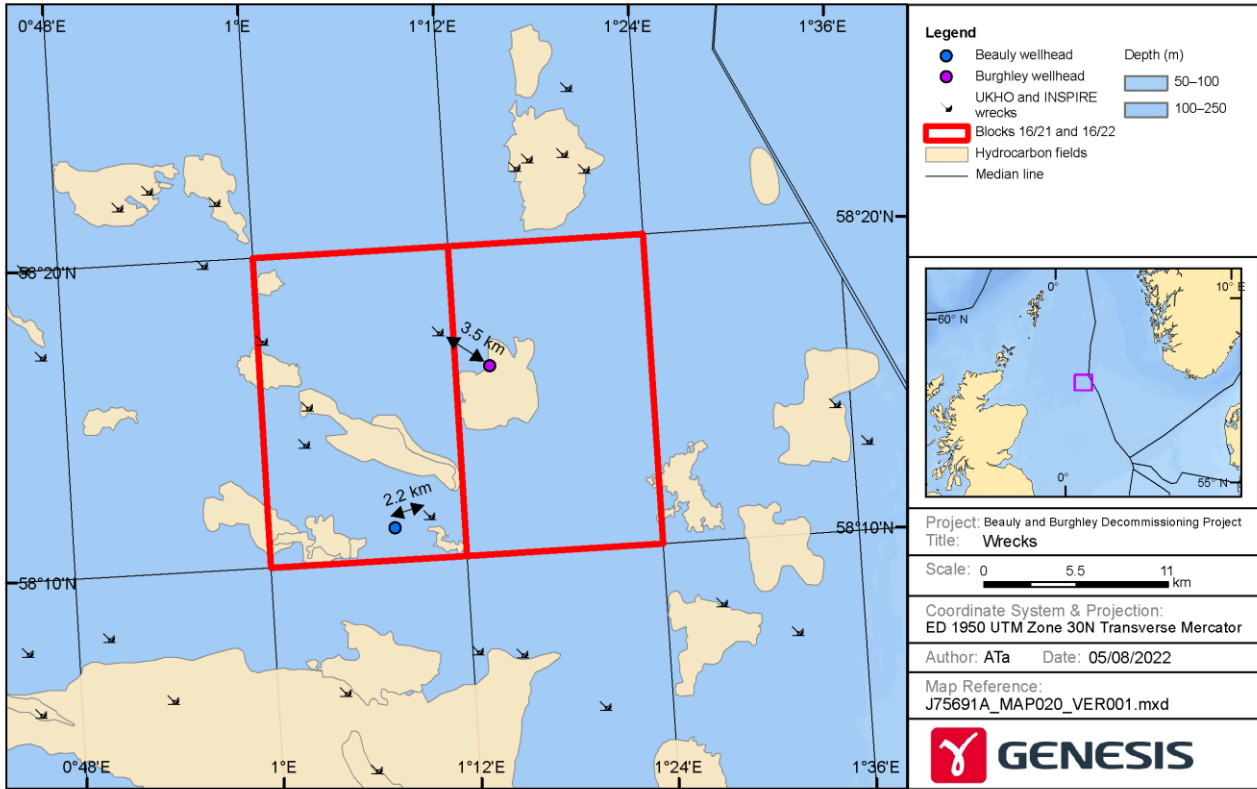 0°48'E
1°E
1°12'E
1°24'E
1°36'E
58°20'N
58°20'N
3.5 km
2.2 km
58°10'N
58°10'N
0°48'E
1°E
1°12'E
1°24'E
1°36'E
Legend
Beauly wellhead
Burghley wellhead
UKHO and INSPIRE
wrecks
Blocks 16/21 and 16/22
Hydrocarbon fields
Median line
Depth (m)
50–100
100–250
0°
10° E
60° N
0°
55° N
Project: Beauly and Burghley Decommissioning Project
Title: Wrecks
Scale: 0 5.5 11
km
Coordinate System & Projection:
ED 1950 UTM Zone 30N Transverse Mercator
Author: ATa Date: 05/08/2022
Map Reference:
J75691A_MAP020_VER001.mxd
GENESIS